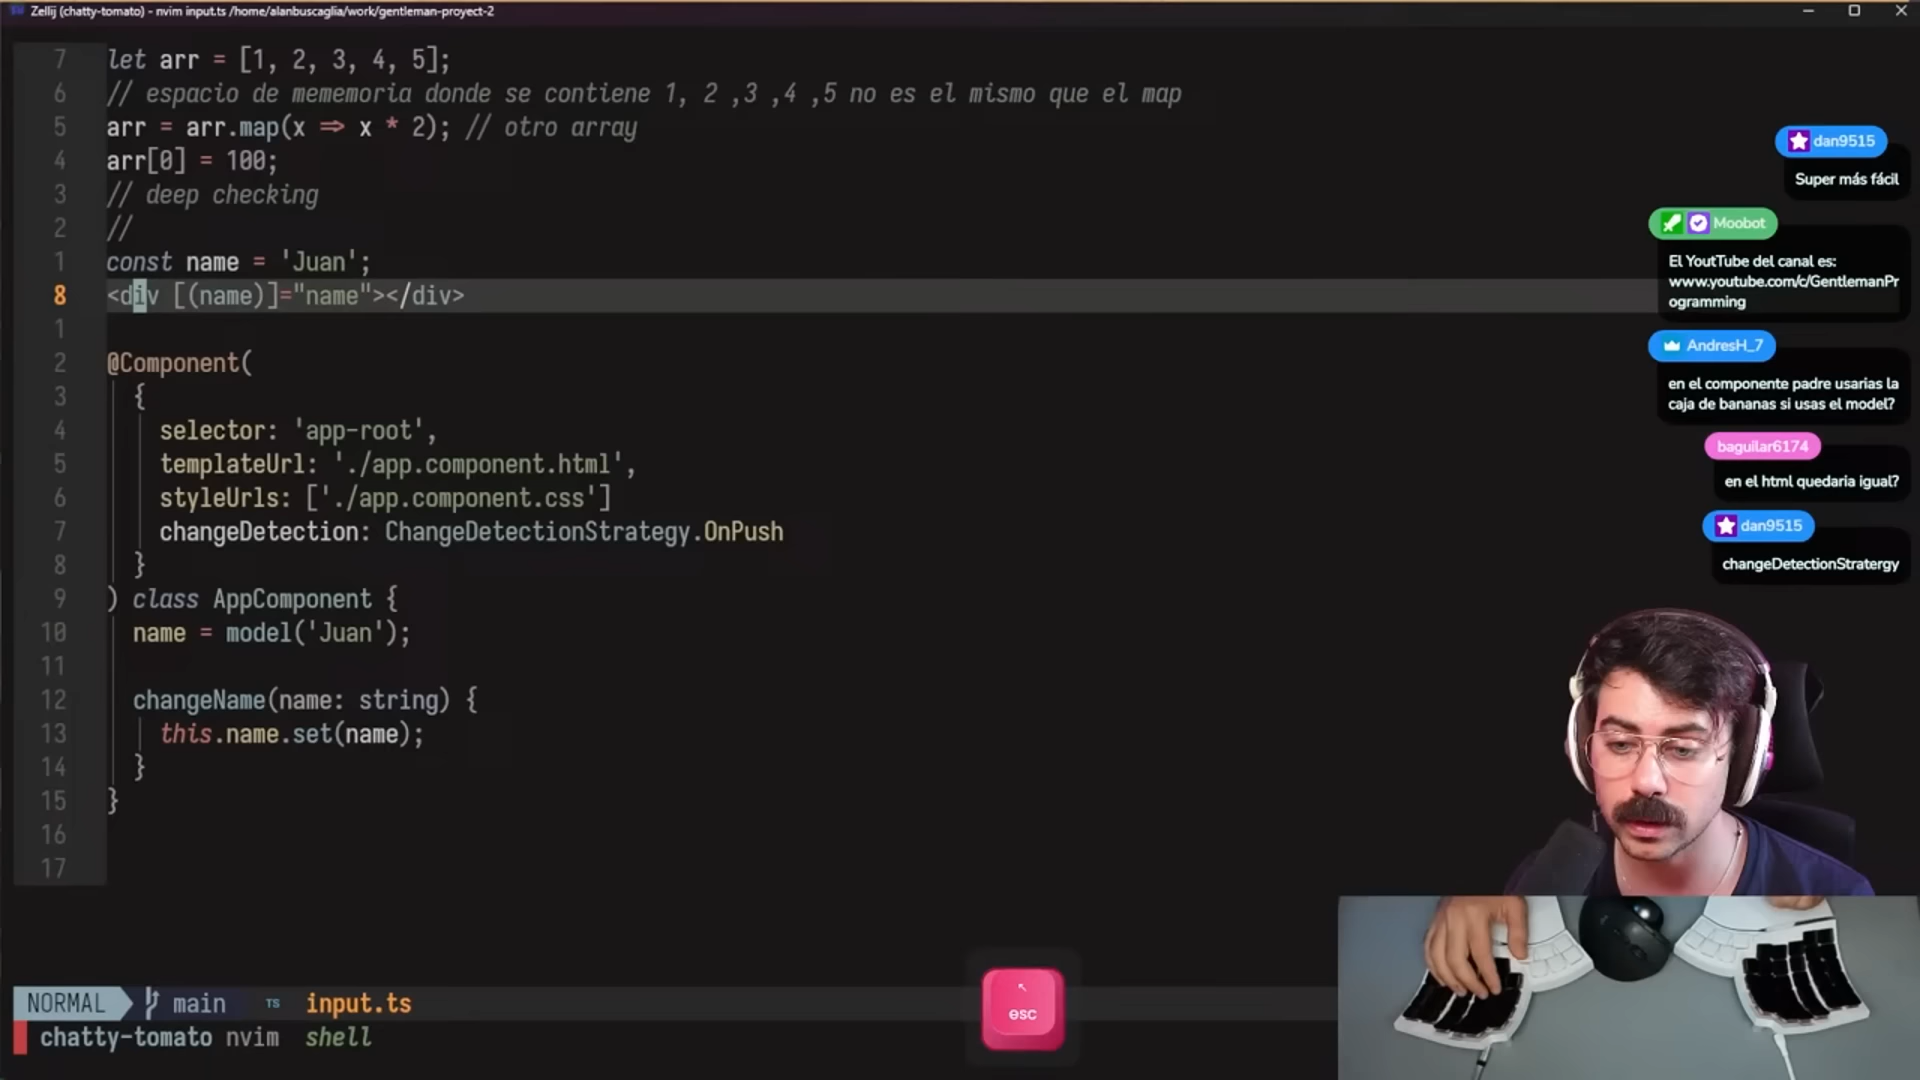 Zellij (chatty-tomato) - nvim input.ts /home/alanbuscaglia/work/gentleman-proyect-2
7 let arr = [1, 2, 3, 4, 5];
6 // espacio de mememoria donde se contiene 1, 2 ,3 ,4 ,5 no es el mismo que el map
5 arr = arr.map(x => x * 2); // otro array
4 arr[0] = 100;
3 // deep checking
2 //
1 const name = 'Juan';
8 <div [(name)]="name"></div>
1
2 @Component(
3 {
4 selector: 'app-root',
5 templateUrl: './app.component.html',
6 styleUrls: ['./app.component.css']
7 changeDetection: ChangeDetectionStrategy.OnPush
8 }
9 ) class AppComponent {
10 name = model('Juan');
11
12 changeName(name: string) {
13 this.name.set(name);
14 }
15 }
16
17
NORMAL main TS input.ts
chatty-tomato nvim shell
esc
dan9515
Super más fácil
Moobot
El YoutTube del canal es:
www.youtube.com/c/GentlemanPr
ogramming
AndresH_7
en el componente padre usarias la
caja de bananas si usas el model?
baguilar6174
en el html quedaria igual?
dan9515
changeDetectionStratergy